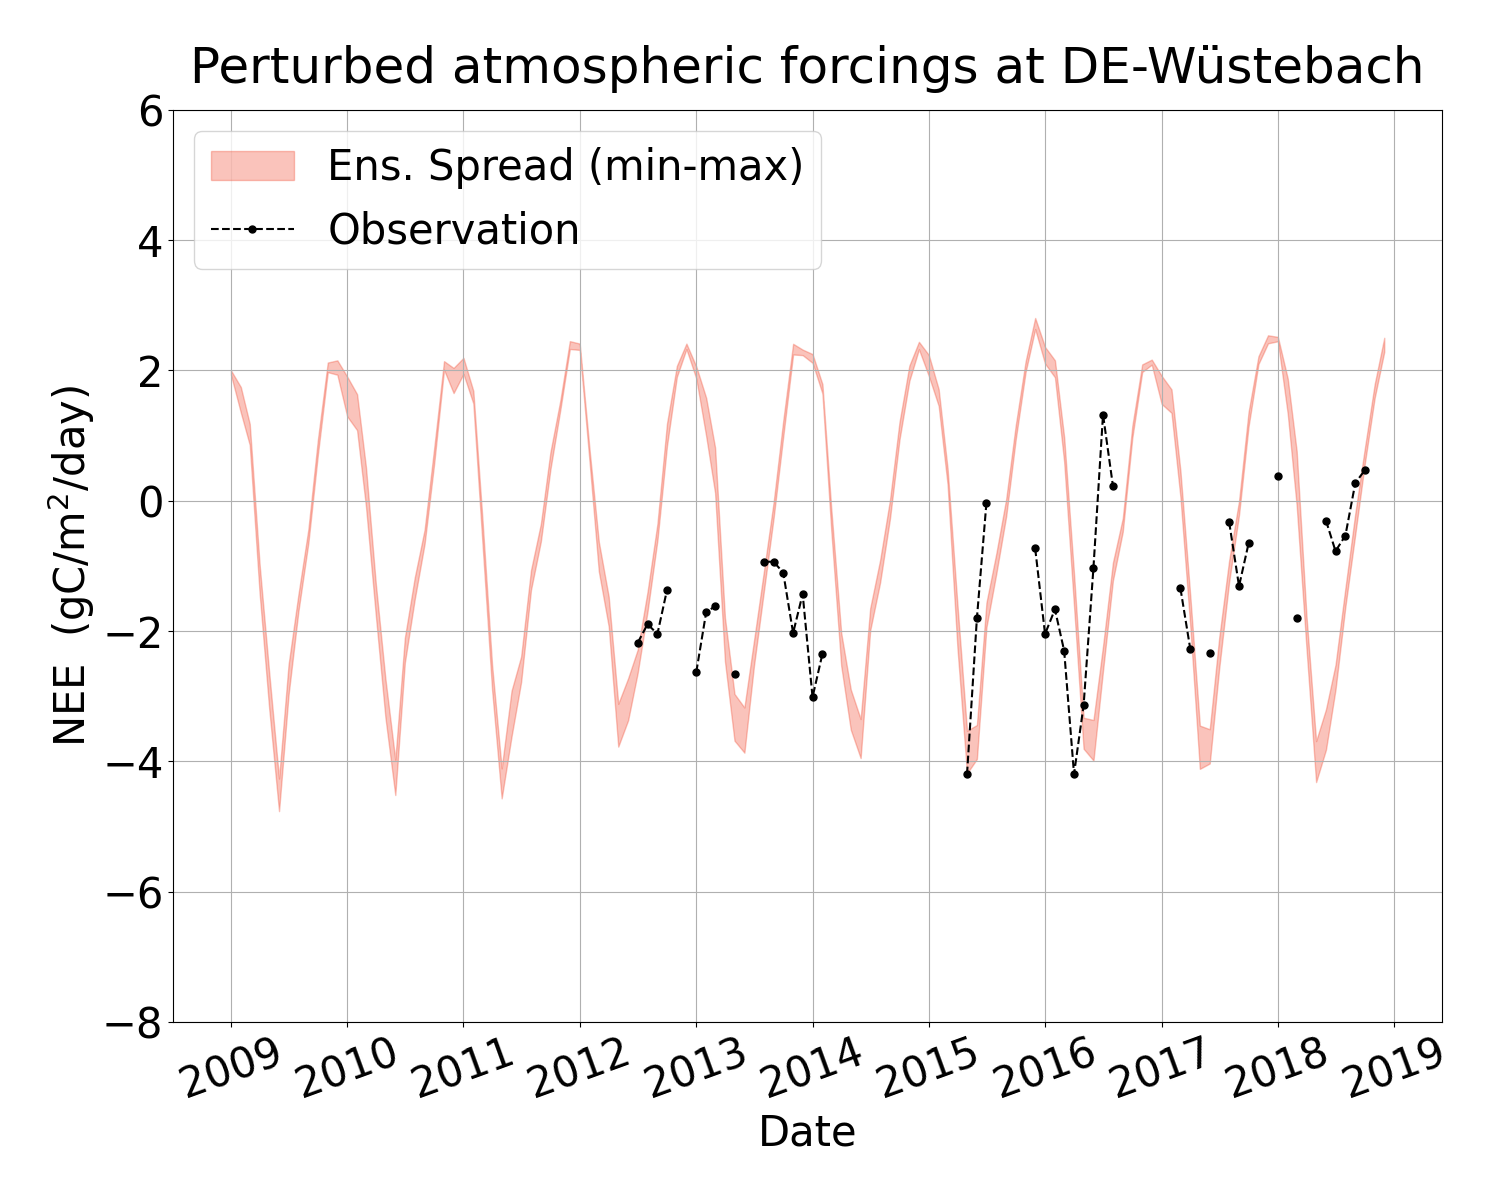 Perturbed atmospheric forcings at DE-Wüstebach
6
4
2
0
−2
−4
−6
−8
NEE (gC/m²/day)
Ens. Spread (min-max)
Observation
2009 2010 2011 2012 2013 2014 2015 2016 2017 2018 2019
Date